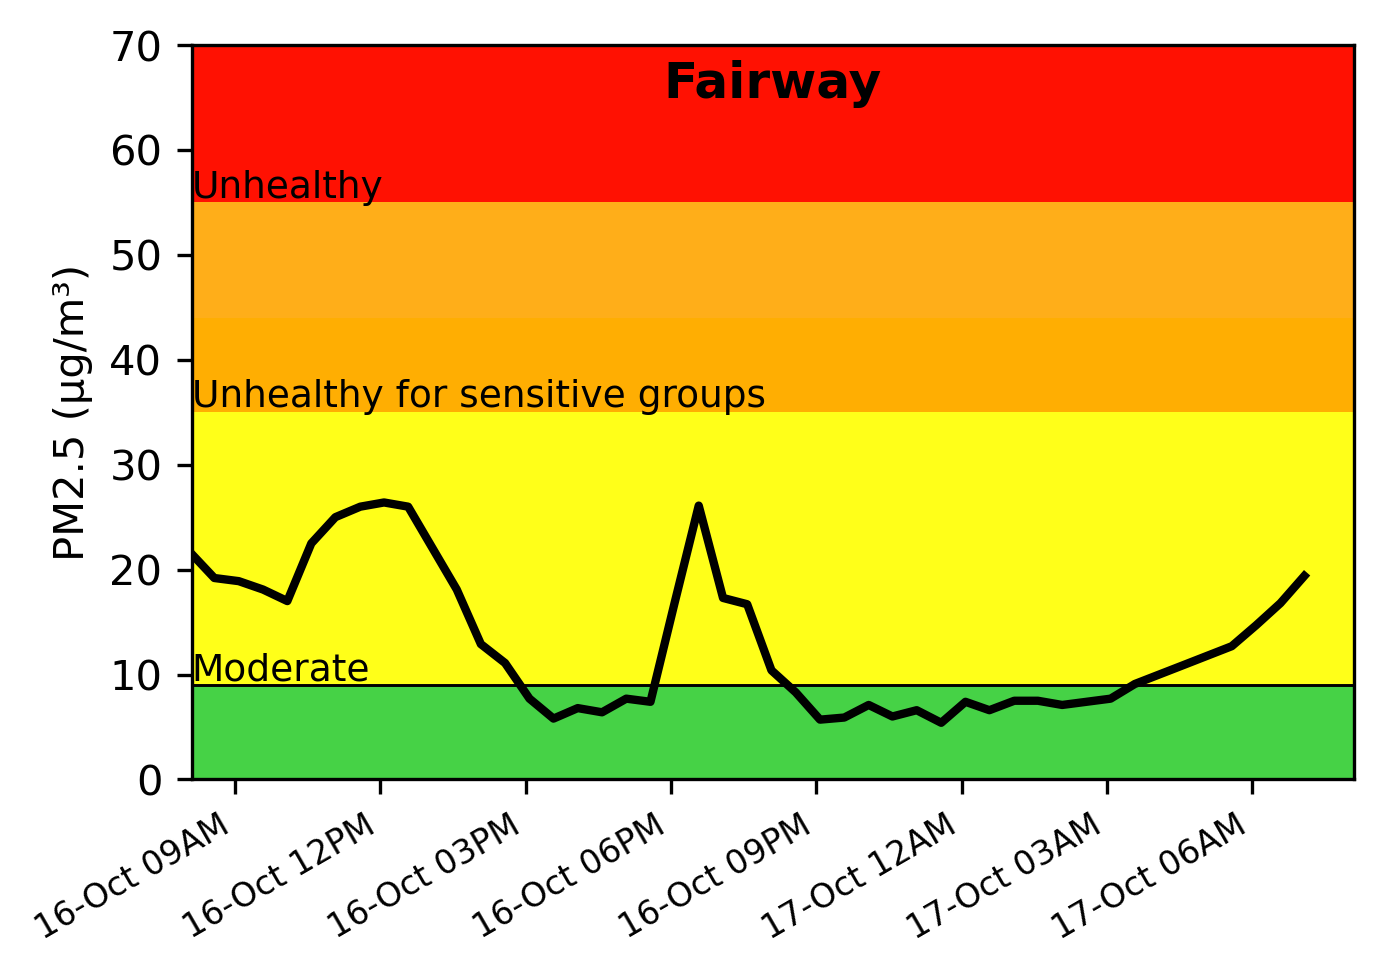 Fairway
PM2.5 (µg/m³)
70
60
50
40
30
20
10
0
Unhealthy
Unhealthy for sensitive groups
Moderate
16-Oct 09AM
16-Oct 12PM
16-Oct 03PM
16-Oct 06PM
16-Oct 09PM
17-Oct 12AM
17-Oct 03AM
17-Oct 06AM